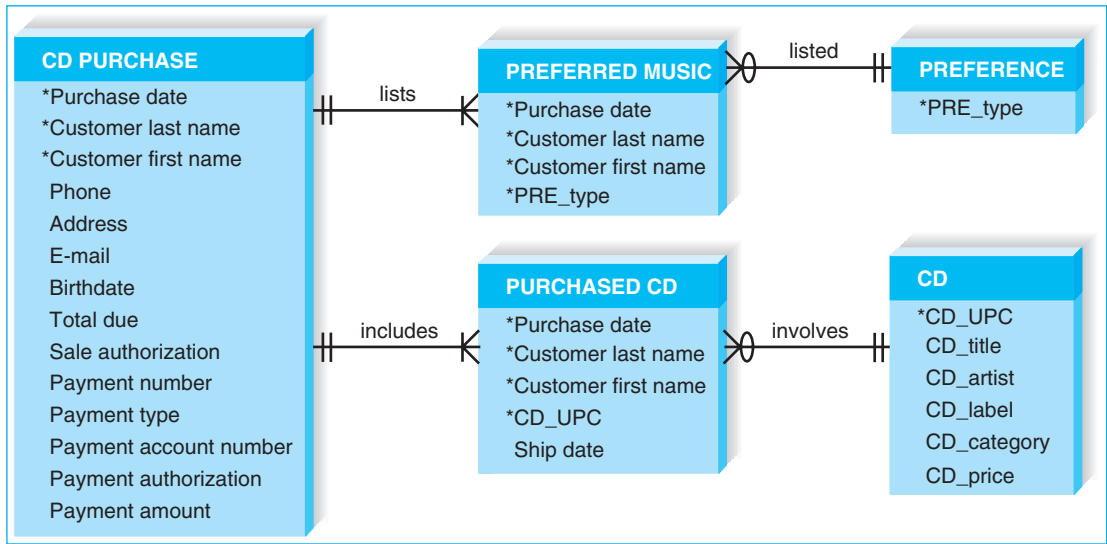 CD PURCHASE
*Purchase date
*Customer last name
*Customer first name
Phone
Address
E-mail
Birthdate
Total due
Sale authorization
Payment number
Payment type
Payment account number
Payment authorization
Payment amount
lists
includes
PREFERRED MUSIC
*Purchase date
*Customer last name
*Customer first name
*PRE_type
listed
PREFERENCE
*PRE_type
PURCHASED CD
*Purchase date
*Customer last name
*Customer first name
*CD_UPC
Ship date
involves
CD
*CD_UPC
CD_title
CD_artist
CD_label
CD_category
CD_price